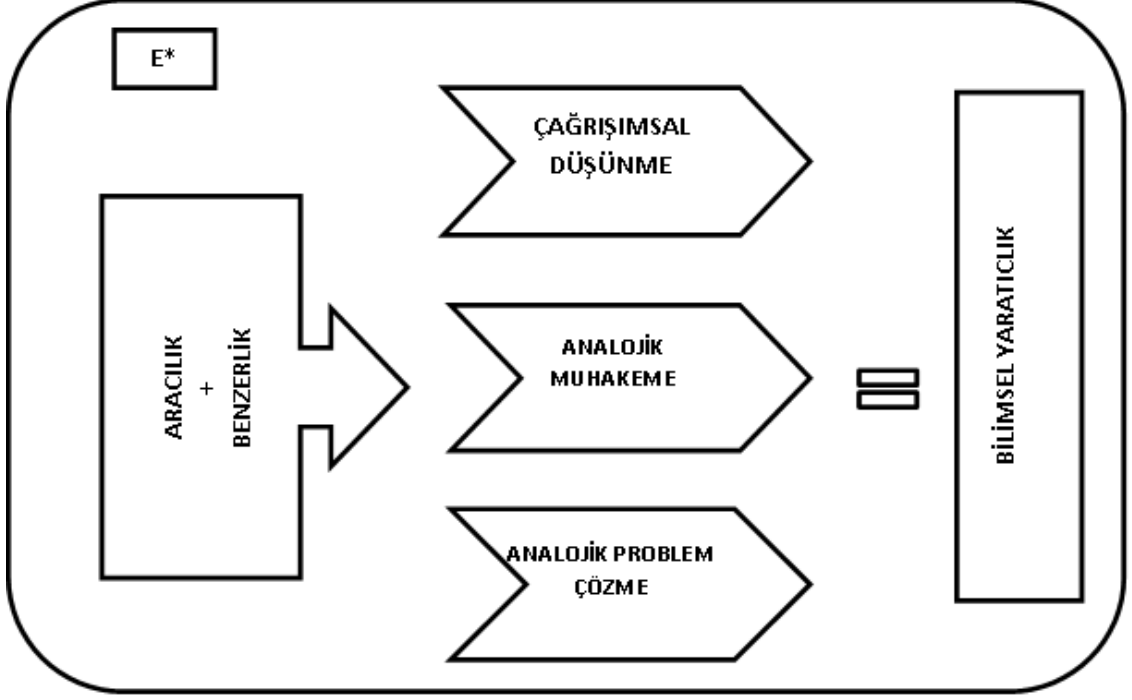 E*
ARACILIK
+
BENZERLİK
ÇAĞRIŞIMSAL
DÜŞÜNME
ANALOJİK
MUHAKEME
ANALOJİK PROBLEM
ÇÖZME
BİLİMSEL YARATICLIK